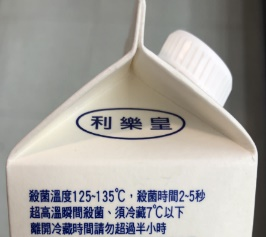 利樂皇
殺菌溫度125~135℃，殺菌時間2-5秒
超高溫瞬間殺菌、須冷藏7℃以下
離開冷藏時間請勿超過半小時